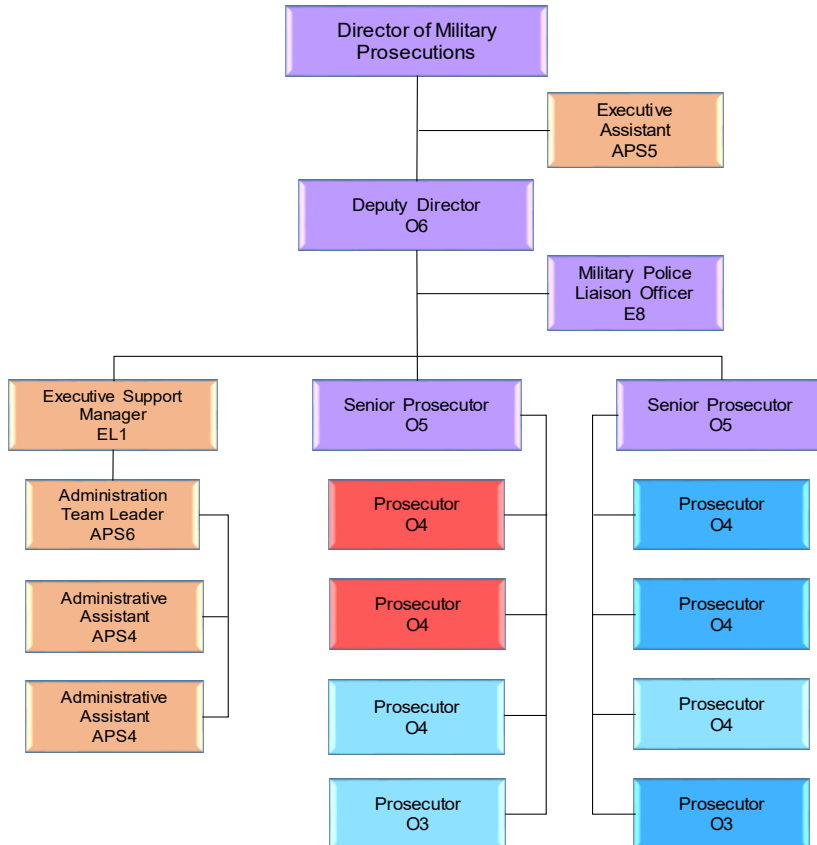 Director of Military
Prosecutions
Executive
Assistant
APS5
Deputy Director
O6
Military Police
Liaison Officer
E8
Executive Support
Manager
EL1
Senior Prosecutor
O5
Senior Prosecutor
O5
Administration
Team Leader
APS6
Prosecutor
O4
Prosecutor
O4
Administrative
Assistant
APS4
Prosecutor
O4
Prosecutor
O4
Administrative
Assistant
APS4
Prosecutor
O4
Prosecutor
O4
Prosecutor
O3
Prosecutor
O3